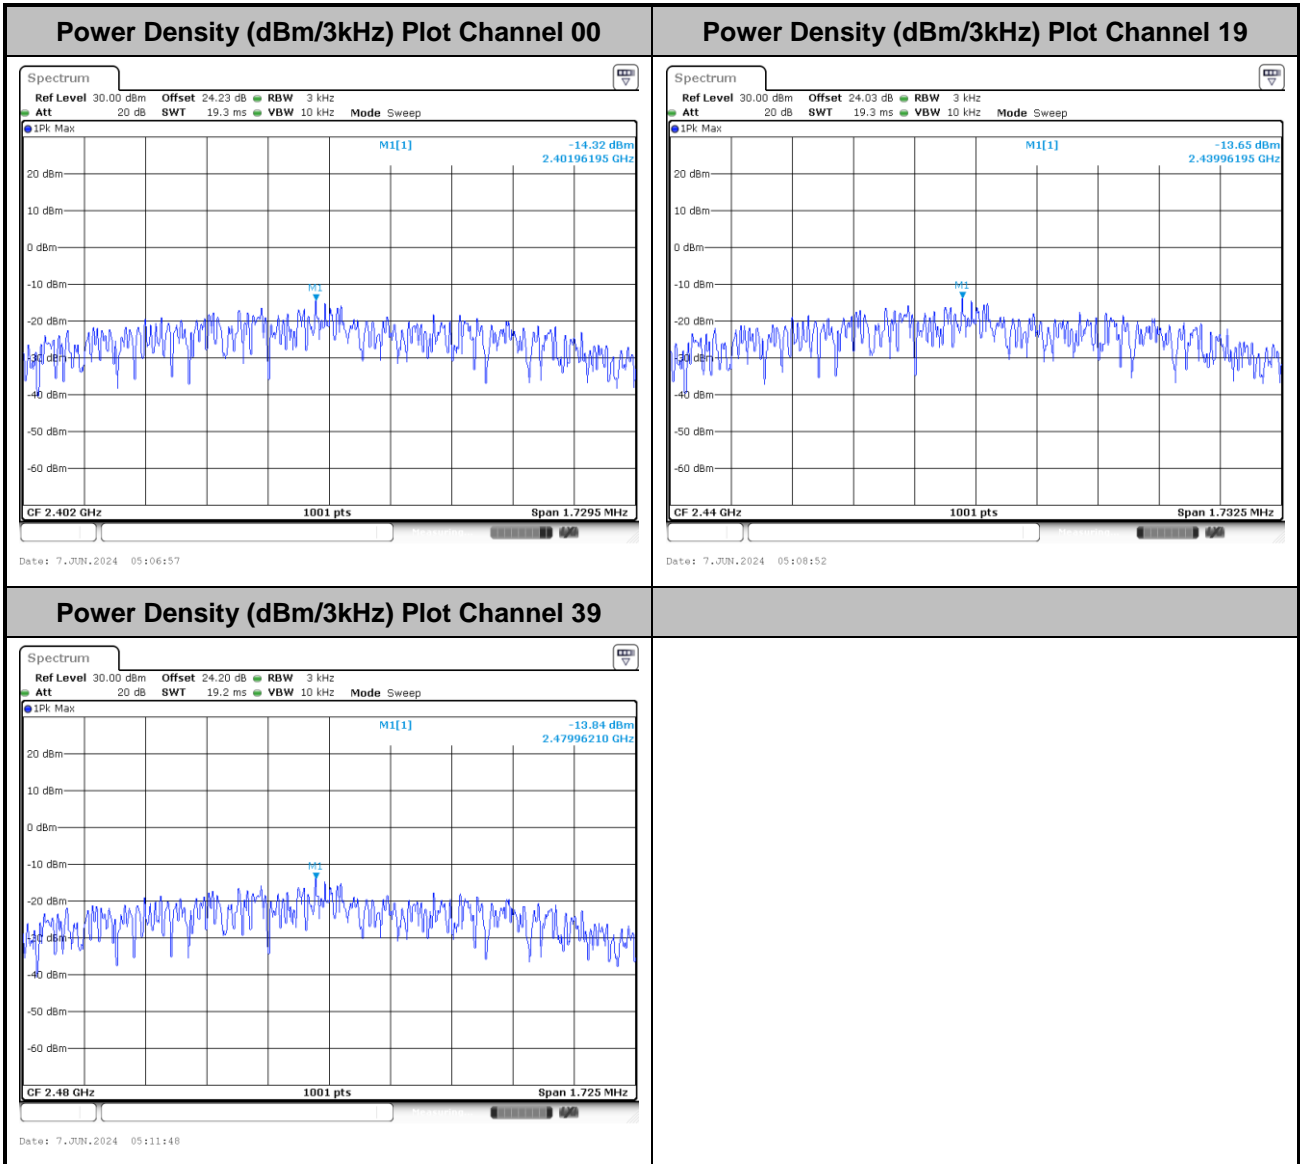 Power Density (dBm/3kHz) Plot Channel 00
Spectrum
Ref Level 30.00 dBm Offset 24.23 dB RBW 3 kHz
Att 20 dB SWT 19.3 ms VBW 10 kHz Mode Sweep
1Pk Max
M1[1] -14.32 dBm
2.40196195 GHz
20 dBm
10 dBm
0 dBm
-10 dBm
M1
-20 dBm
-30 dBm
-40 dBm
-50 dBm
-60 dBm
CF 2.402 GHz 1001 pts Span 1.7295 MHz
Measuring...
Date: 7.JUN.2024 05:06:57
Power Density (dBm/3kHz) Plot Channel 19
Spectrum
Ref Level 30.00 dBm Offset 24.03 dB RBW 3 kHz
Att 20 dB SWT 19.3 ms VBW 10 kHz Mode Sweep
1Pk Max
M1[1] -13.65 dBm
2.43996195 GHz
20 dBm
10 dBm
0 dBm
-10 dBm
M1
-20 dBm
-30 dBm
-40 dBm
-50 dBm
-60 dBm
CF 2.44 GHz 1001 pts Span 1.7325 MHz
Measuring...
Date: 7.JUN.2024 05:08:52
Power Density (dBm/3kHz) Plot Channel 39
Spectrum
Ref Level 30.00 dBm Offset 24.20 dB RBW 3 kHz
Att 20 dB SWT 19.2 ms VBW 10 kHz Mode Sweep
1Pk Max
M1[1] -13.84 dBm
2.47996210 GHz
20 dBm
10 dBm
0 dBm
-10 dBm
M1
-20 dBm
-30 dBm
-40 dBm
-50 dBm
-60 dBm
CF 2.48 GHz 1001 pts Span 1.725 MHz
Measuring...
Date: 7.JUN.2024 05:11:48